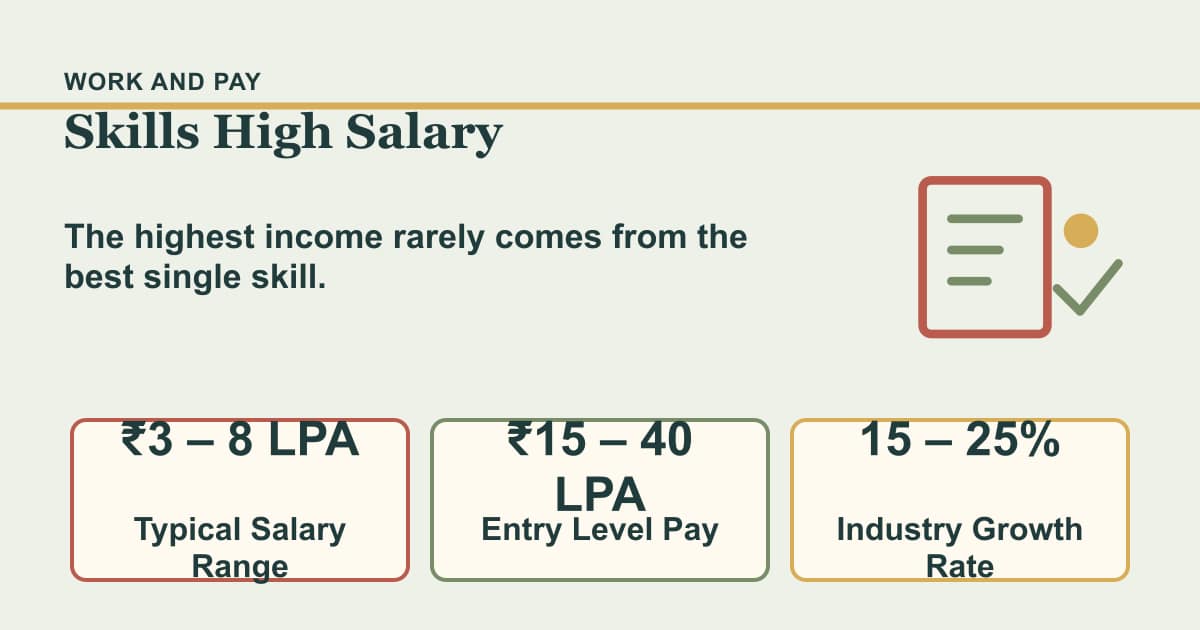 WORK AND PAY
Skills High Salary
The highest income rarely comes from the
best single skill.
₹3 – 8 LPA
Typical Salary
Range
₹15 – 40
LPA
Entry Level Pay
15 – 25%
Industry Growth
Rate